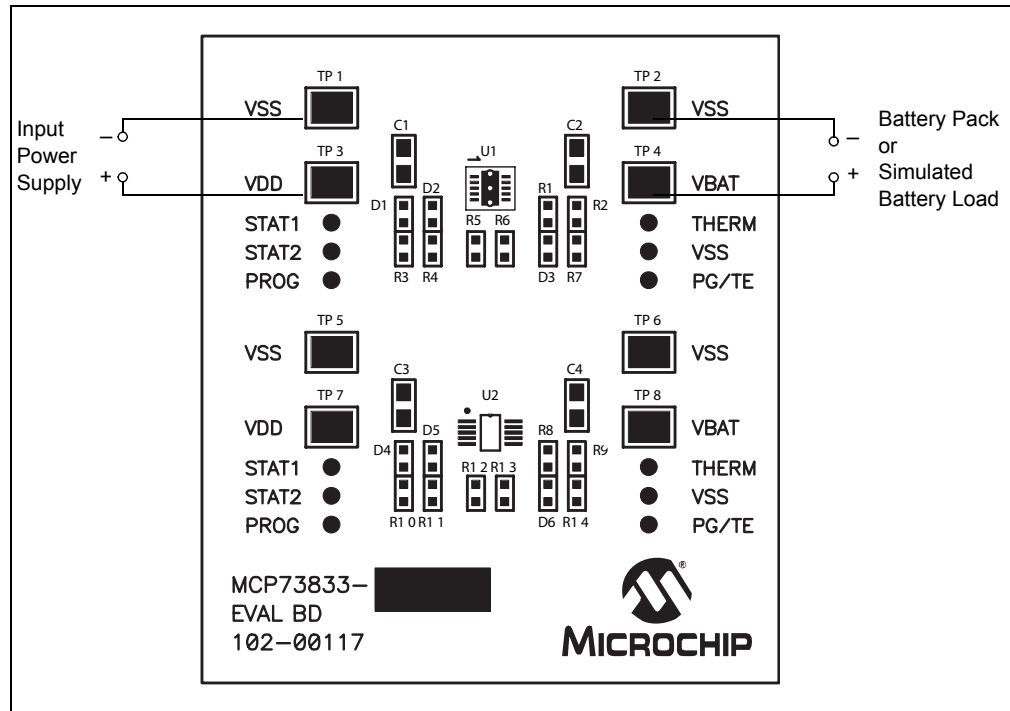 TP 1
TP 2
VSS
VSS
Input
Power
Supply
–
+
Battery Pack
or
Simulated
Battery Load
–
+
C1
C2
U1
TP 3
TP 4
VDD
VBAT
D1
D2
R1
R2
STAT1
THERM
R5
R6
STAT2
VSS
PROG
PG/TE
R3
R4
D3
R7
TP 5
TP 6
VSS
VSS
C3
C4
U2
TP 7
TP 8
VDD
VBAT
D4
D5
R8
R9
STAT1
THERM
R1 2
R1 3
STAT2
VSS
PROG
PG/TE
R1 0
R1 1
D6
R1 4
MCP73833-
EVAL BD
102-00117
®
MICROCHIP